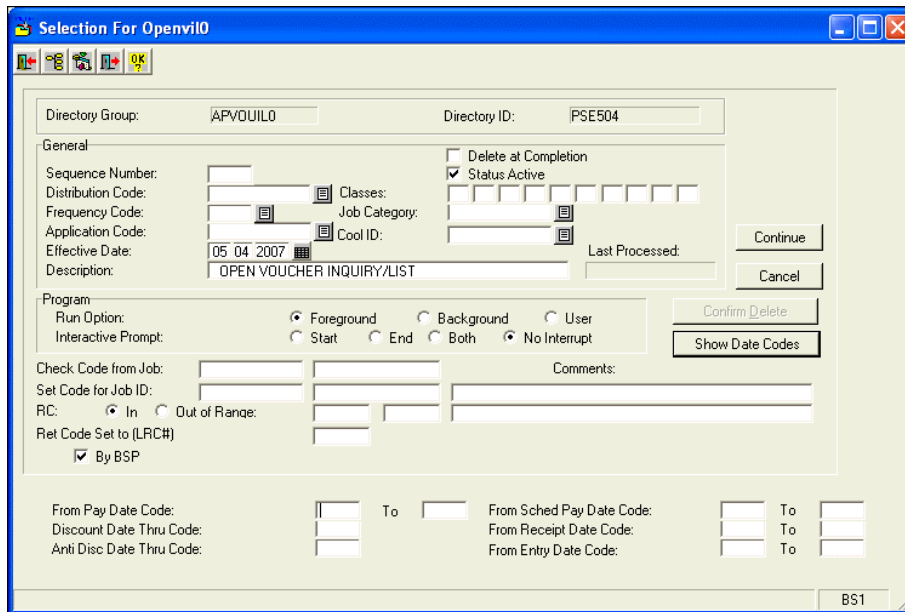 Selection For Openvil0
OK ?
Directory Group: APVOUIL0 Directory ID: PSE504
General
Delete at Completion
Sequence Number: Status Active
Distribution Code: Classes:
Frequency Code: Job Category:
Application Code: Cool ID:
Effective Date: 05 04 2007 Last Processed:
Description: OPEN VOUCHER INQUIRY/LIST
Continue
Cancel
Program
Run Option: Foreground Background User
Interactive Prompt: Start End Both No Interrupt
Confirm Delete
Show Date Codes
Check Code from Job: Comments:
Set Code for Job ID:
RC: In Out of Range:
Ret Code Set to (LRC#)
By BSP
From Pay Date Code: To From Sched Pay Date Code: To
Discount Date Thru Code: From Receipt Date Code: To
Anti Disc Date Thru Code: From Entry Date Code: To
BS1